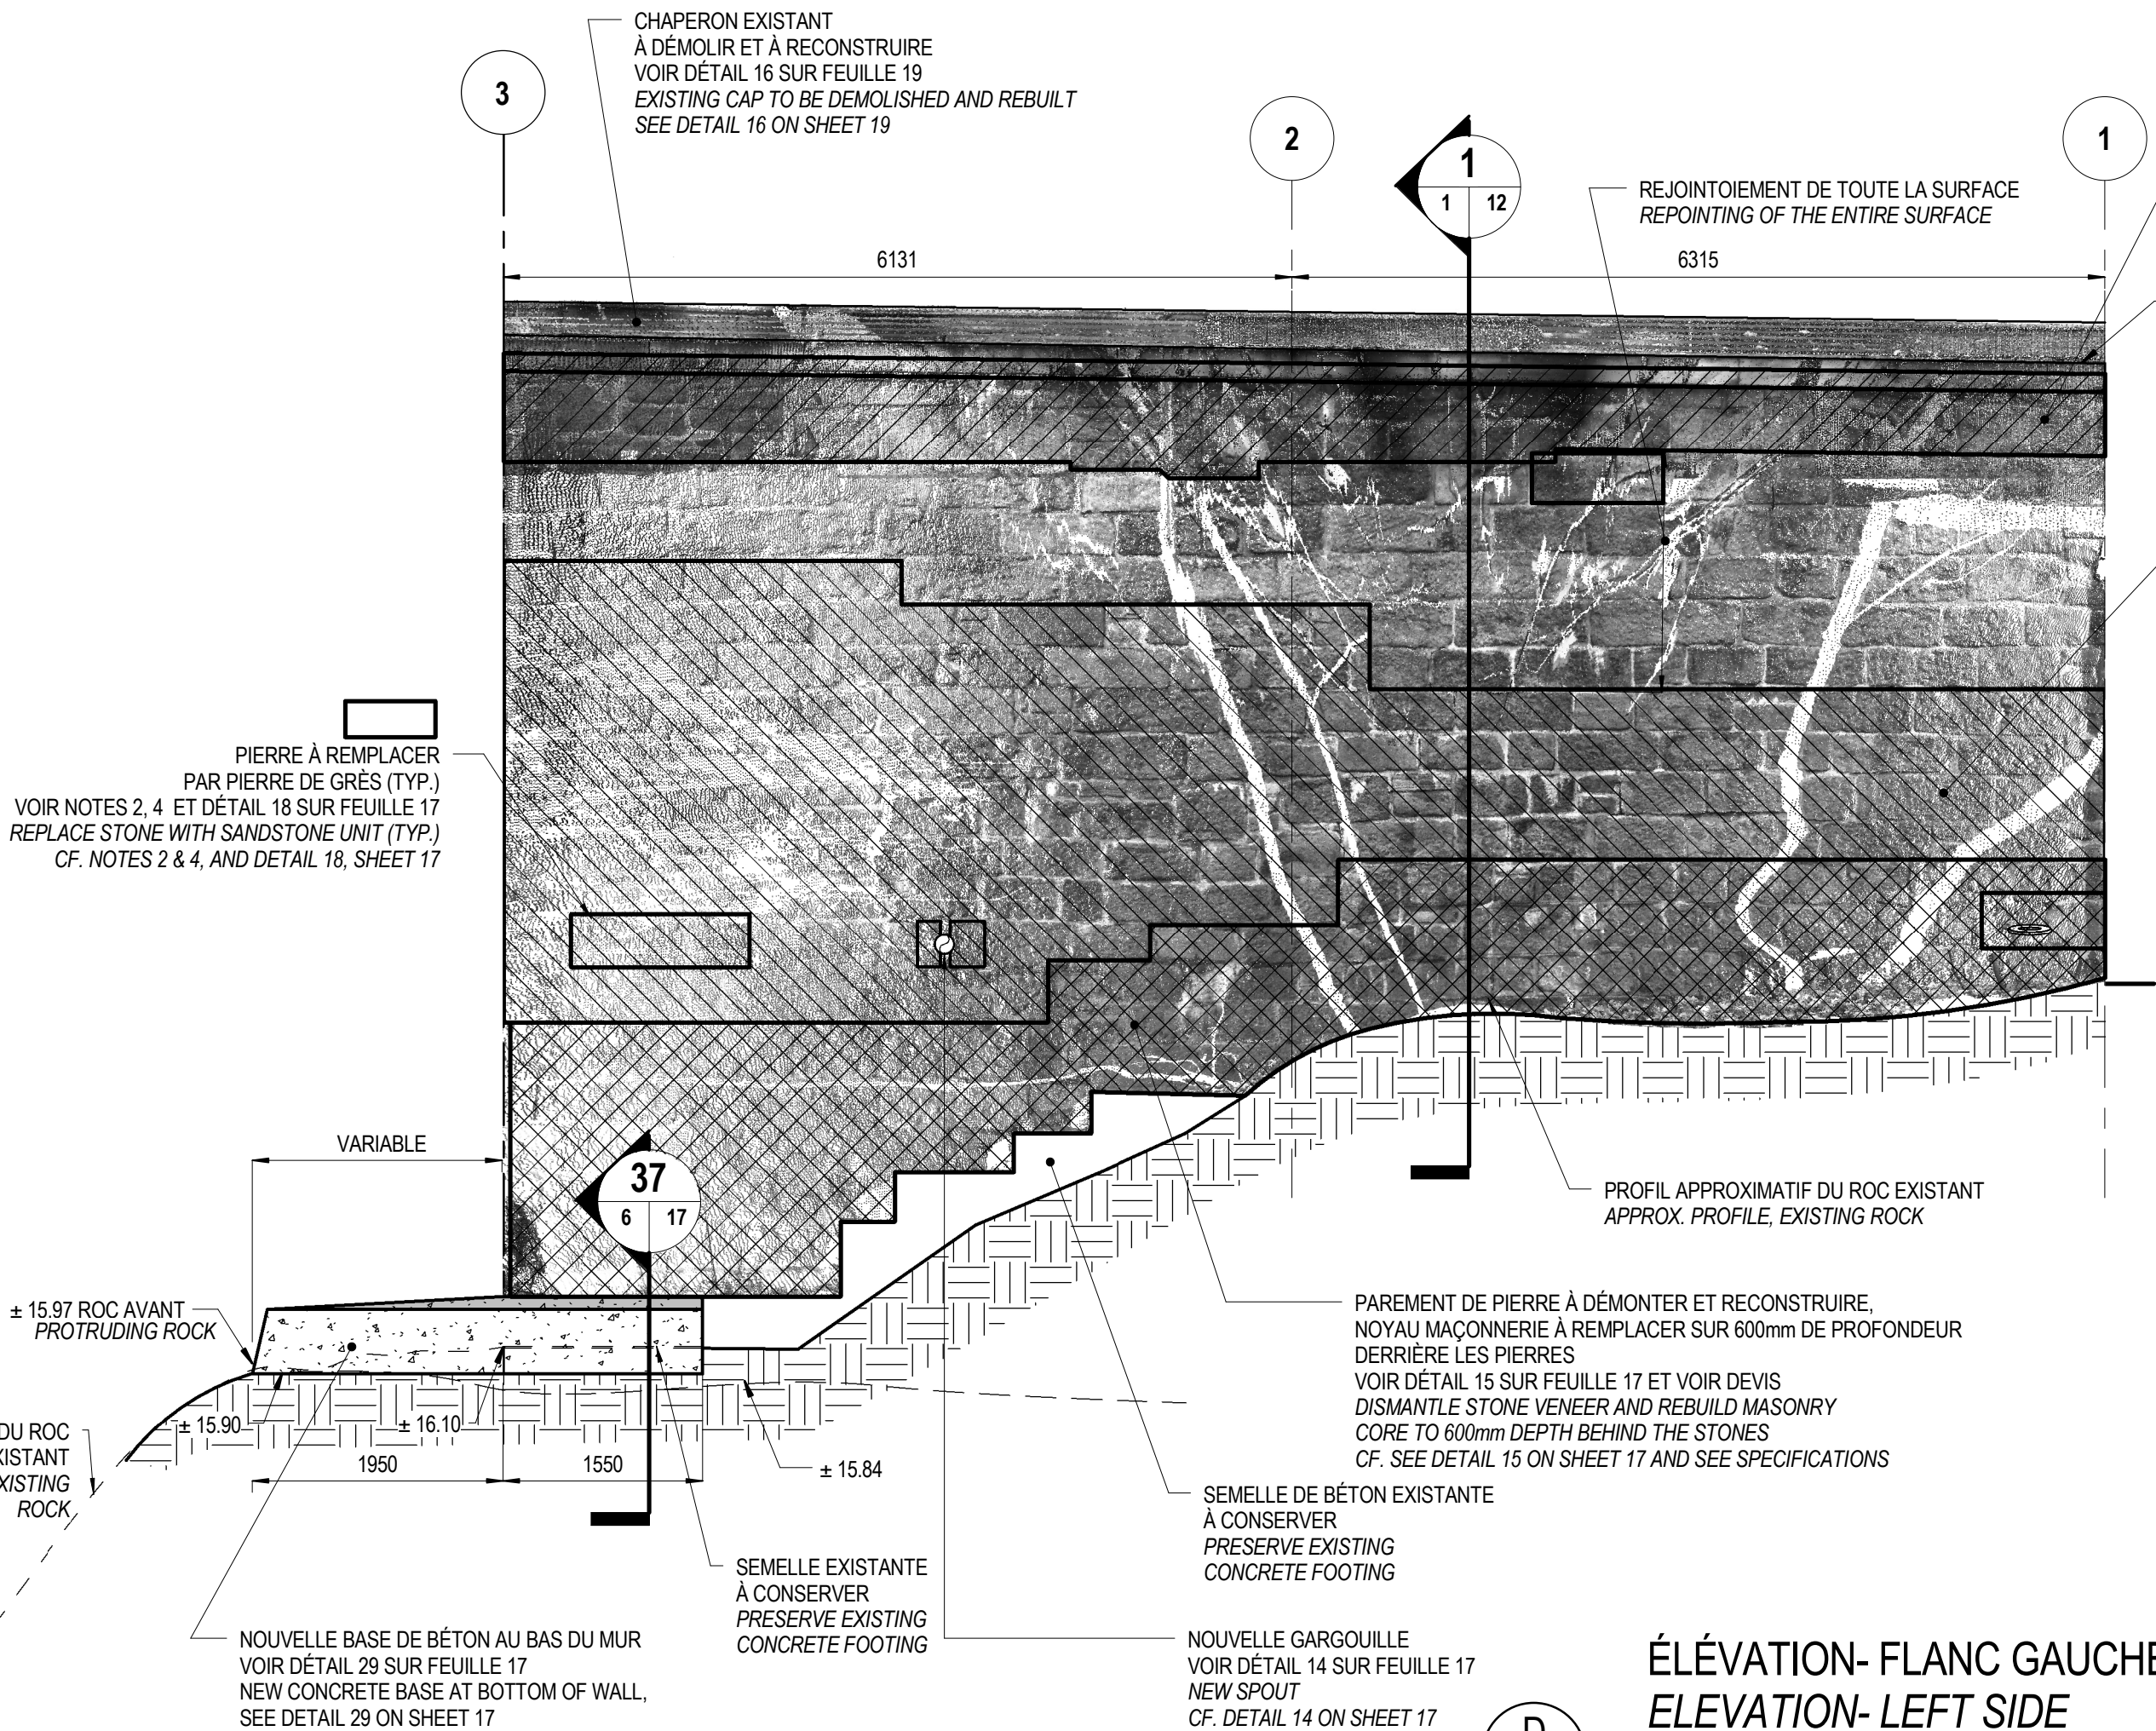 CHAPERON EXISTANT
À DÉMOLIR ET À RECONSTRUIRE
VOIR DÉTAIL 16 SUR FEUILLE 19
EXISTING CAP TO BE DEMOLISHED AND REBUILT
SEE DETAIL 16 ON SHEET 19
3
2
1
1
1 12
REJOINTOIEMENT DE TOUTE LA SURFACE
REPOINTING OF THE ENTIRE SURFACE
6131
6315
PIERRE À REMPLACER
PAR PIERRE DE GRÈS (TYP.)
VOIR NOTES 2, 4 ET DÉTAIL 18 SUR FEUILLE 17
REPLACE STONE WITH SANDSTONE UNIT (TYP.)
CF. NOTES 2 & 4, AND DETAIL 18, SHEET 17
VARIABLE
37
6 17
PROFIL APPROXIMATIF DU ROC EXISTANT
APPROX. PROFILE, EXISTING ROCK
± 15.97 ROC AVANT
PROTRUDING ROCK
PAREMENT DE PIERRE À DÉMONTER ET RECONSTRUIRE,
NOYAU MAÇONNERIE À REMPLACER SUR 600mm DE PROFONDEUR
DERRIÈRE LES PIERRES
VOIR DÉTAIL 15 SUR FEUILLE 17 ET VOIR DEVIS
DISMANTLE STONE VENEER AND REBUILD MASONRY
CORE TO 600mm DEPTH BEHIND THE STONES
CF. SEE DETAIL 15 ON SHEET 17 AND SEE SPECIFICATIONS
± 15.90
± 16.10
DU ROC
XISTANT
XISTING
ROCK
1950
1550
± 15.84
SEMELLE DE BÉTON EXISTANTE
À CONSERVER
PRESERVE EXISTING
CONCRETE FOOTING
SEMELLE EXISTANTE
À CONSERVER
PRESERVE EXISTING
CONCRETE FOOTING
NOUVELLE BASE DE BÉTON AU BAS DU MUR
VOIR DÉTAIL 29 SUR FEUILLE 17
NEW CONCRETE BASE AT BOTTOM OF WALL,
SEE DETAIL 29 ON SHEET 17
NOUVELLE GARGOUILLE
VOIR DÉTAIL 14 SUR FEUILLE 17
NEW SPOUT
CF. DETAIL 14 ON SHEET 17
D
ÉLÉVATION- FLANC GAUCHE
ELEVATION- LEFT SIDE